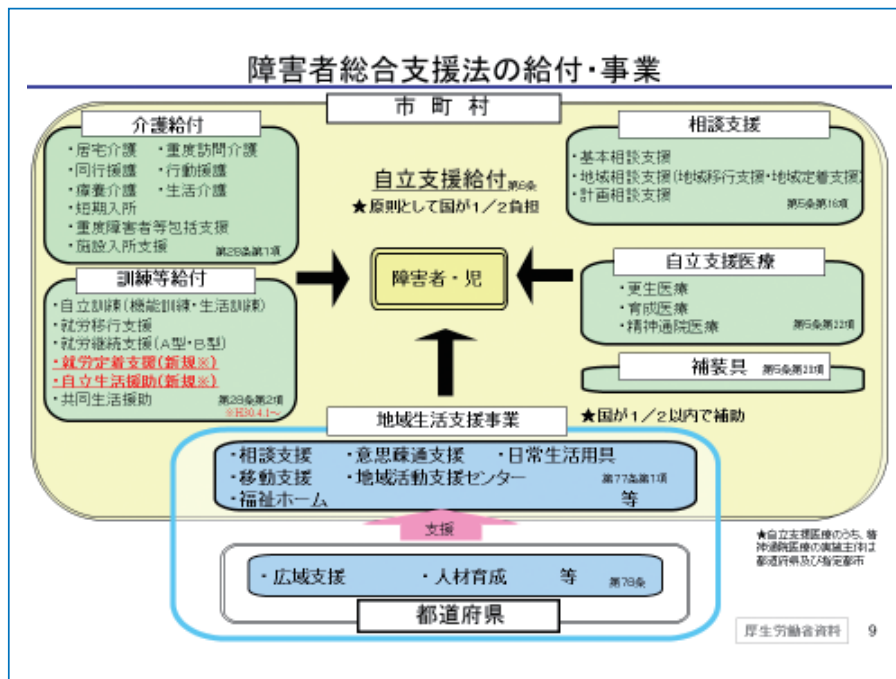 障害者総合支援法の給付・事業
市町村
介護給付
・居宅介護 ・重度訪問介護
・同行援護 ・行動援護
・療養介護 ・生活介護
・短期入所
・重度障害者等包括支援
・施設入所支援 第28条第1項
訓練等給付
・自立訓練(機能訓練・生活訓練)
・就労移行支援
・就労継続支援(A型・B型)
・就労定着支援(新規※)
・自立生活援助(新規※)
・共同生活援助 第28条第2項
※H30.4.1~
自立支援給付 第6条
★原則として国が1/2負担
障害者・児
相談支援
・基本相談支援
・地域相談支援(地域移行支援・地域定着支援)
・計画相談支援
第5条第18項
自立支援医療
・更生医療
・育成医療
・精神通院医療 第5条第22項
補装具 第5条第23項
地域生活支援事業
★国が1/2以内で補助
・相談支援 ・意思疎通支援 ・日常生活用具
・移動支援 ・地域活動支援センター 第77条第1項
・福祉ホーム 等
支援
・広域支援 ・人材育成 等 第78条
都道府県
★自立支援医療のうち、精
神通院医療の実施主体は
都道府県及び指定都市
厚生労働省資料 9